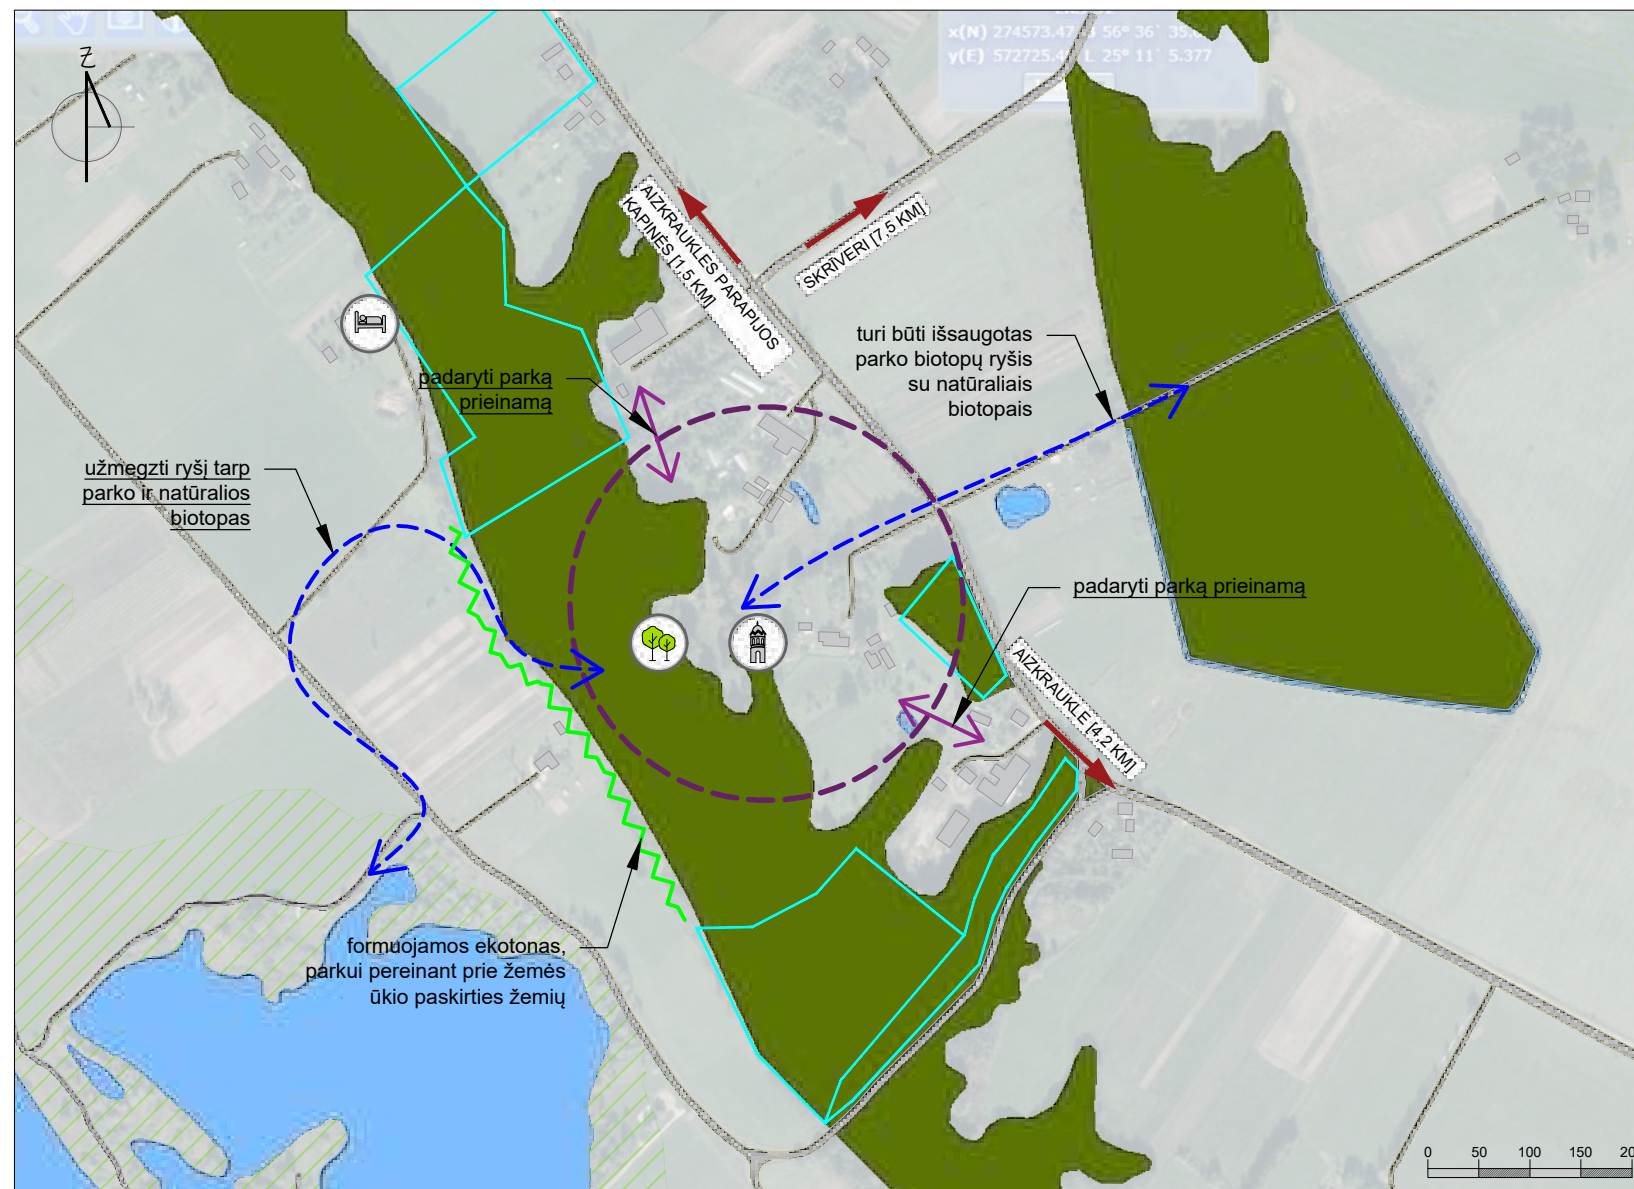 x(N) 274573.47
56° 36` 35.
y(E) 572725.4
L 25° 11` 5.377
Z
AIZKRAUKLES PARAPIJOS
KAPINĖS [1,5 KM]
SKRĪVERI [7,5 KM]
turi būti išsaugotas
parko biotopų ryšis
su natūraliais
biotopais
padaryti parką
prieinamą
užmegzti ryšį tarp
parko ir natūralios
biotopas
padaryti parką prieinamą
AIZKRAUKLE [4,2 KM]
formuojamos ekotonas,
parkui pereinant prie žemės
ūkio paskirties žemių
0 50 100 150 20